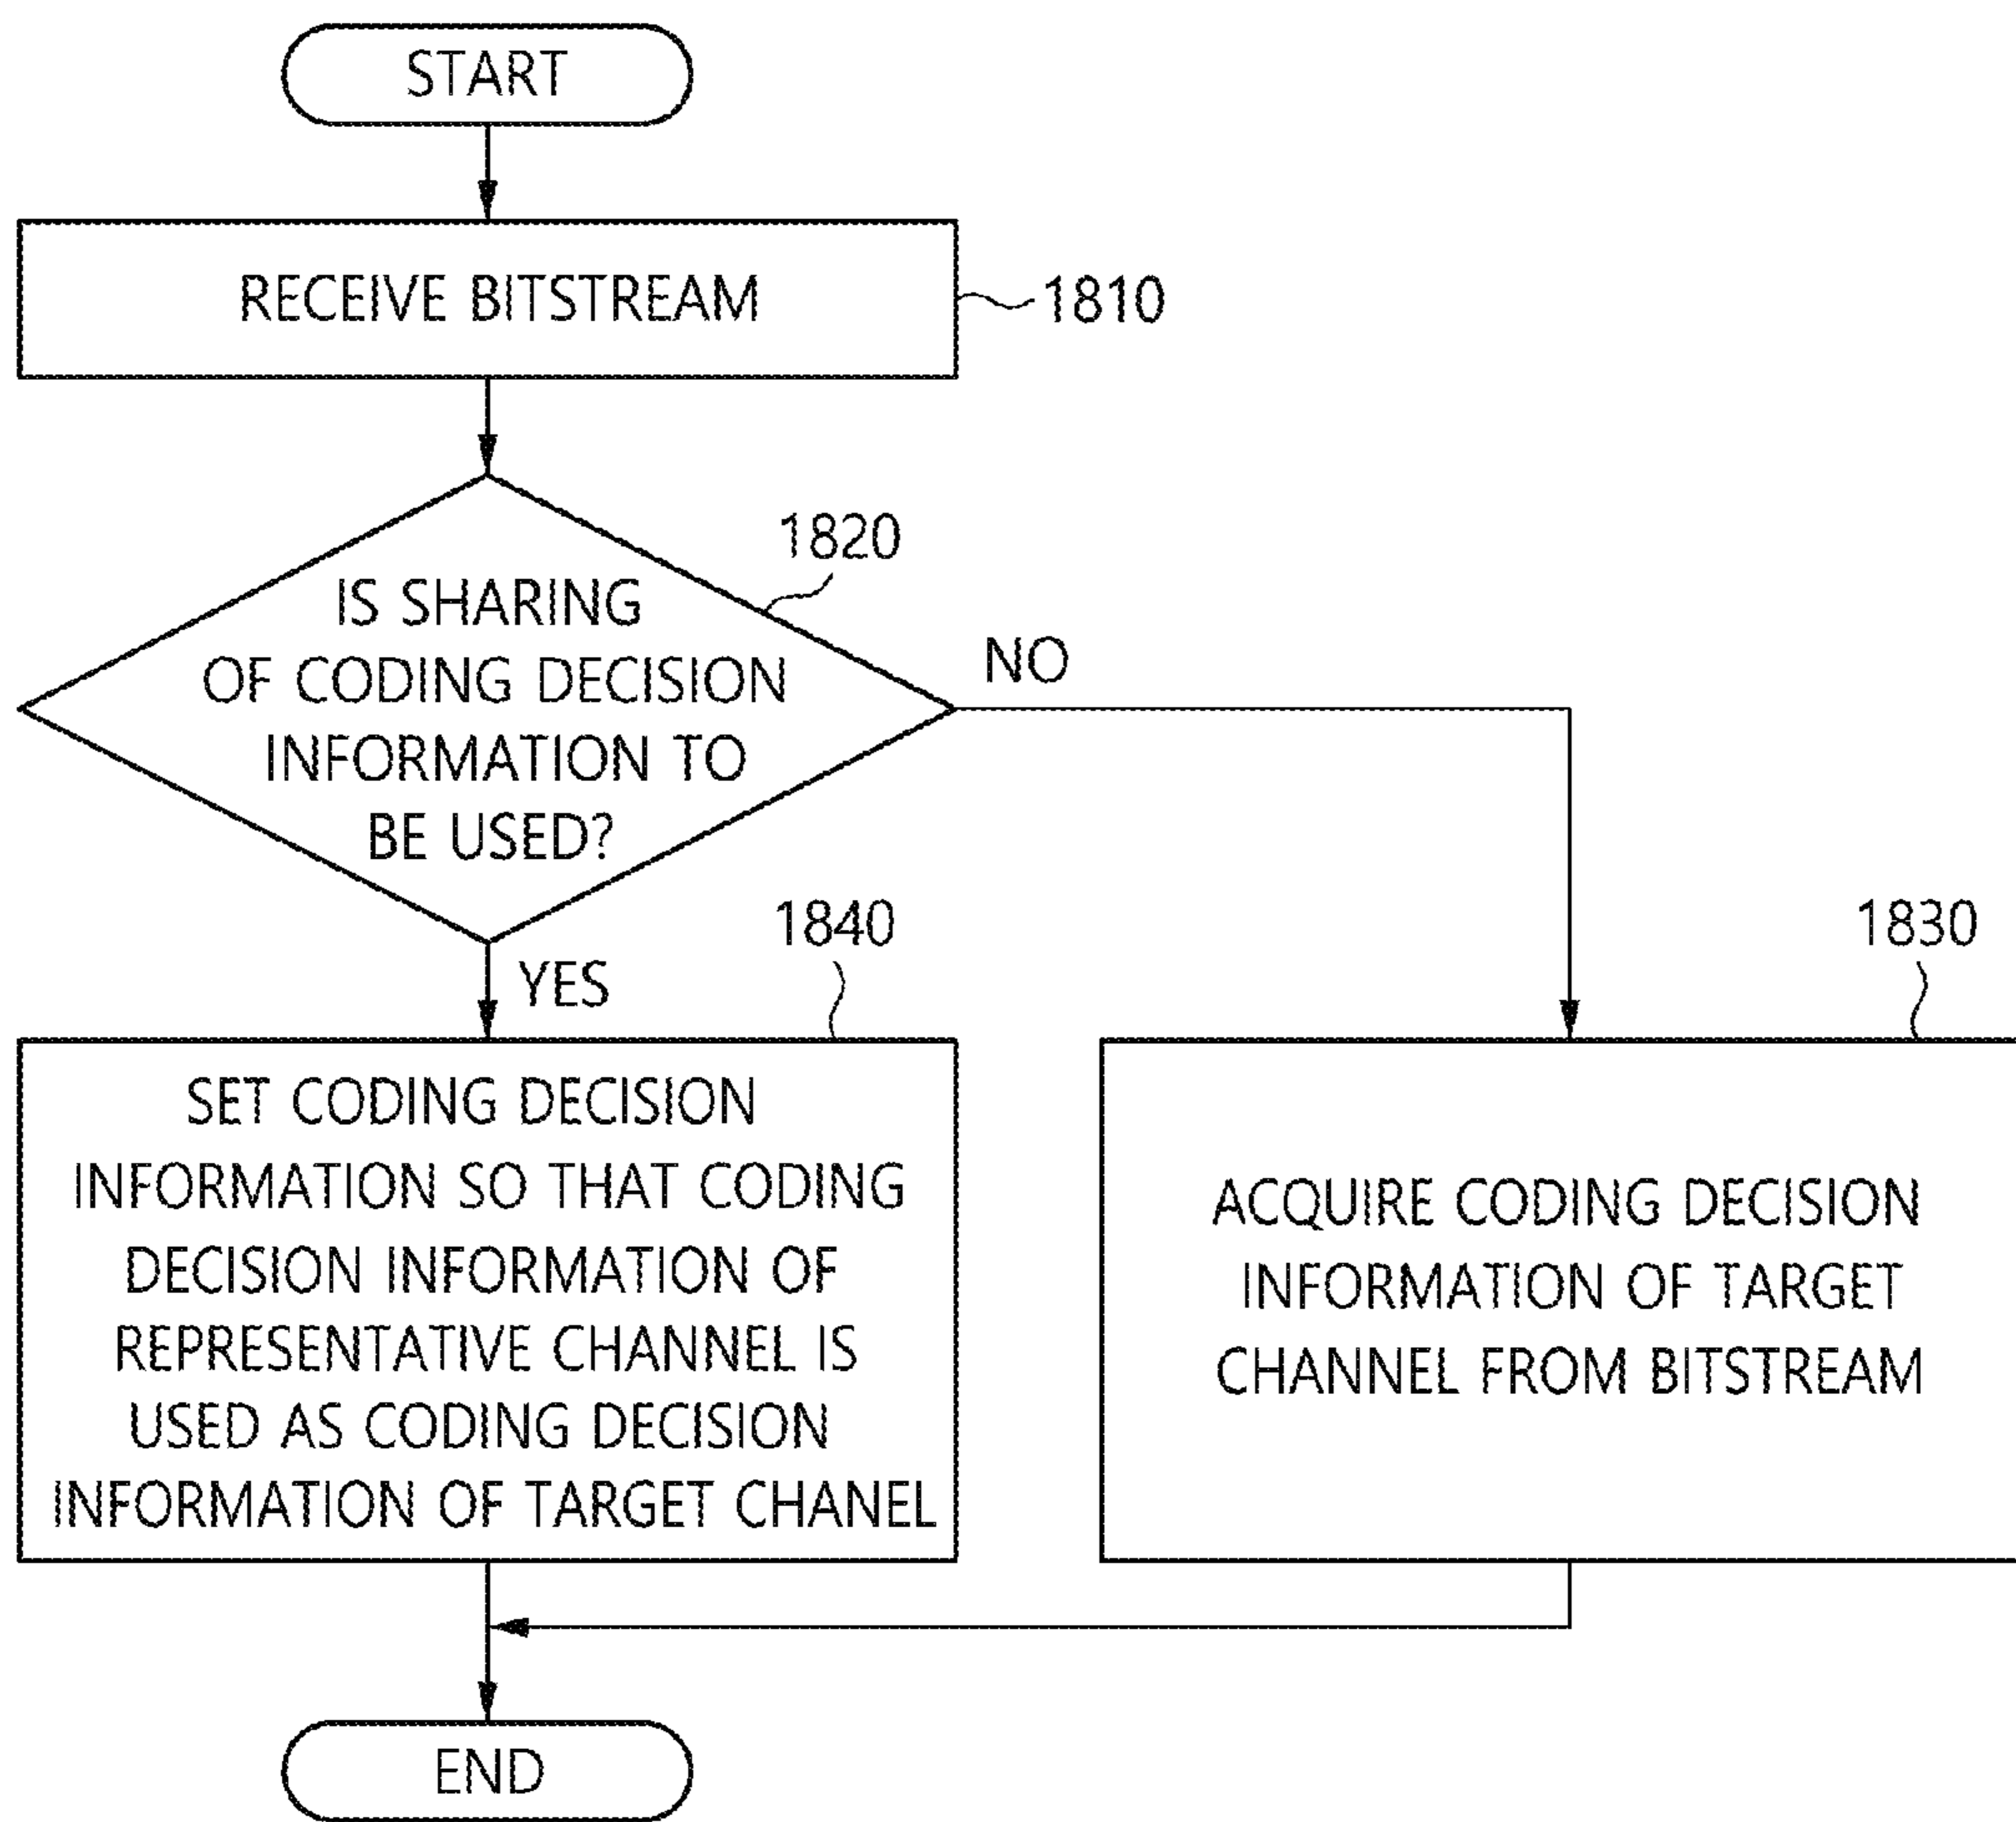 START
RECEIVE BITSTREAM
1810
1820
IS SHARING
OF CODING DECISION
INFORMATION TO
BE USED?
NO
YES
1840
SET CODING DECISION
INFORMATION SO THAT CODING
DECISION INFORMATION OF
REPRESENTATIVE CHANNEL IS
USED AS CODING DECISION
INFORMATION OF TARGET CHANEL
1830
ACQUIRE CODING DECISION
INFORMATION OF TARGET
CHANNEL FROM BITSTREAM
END